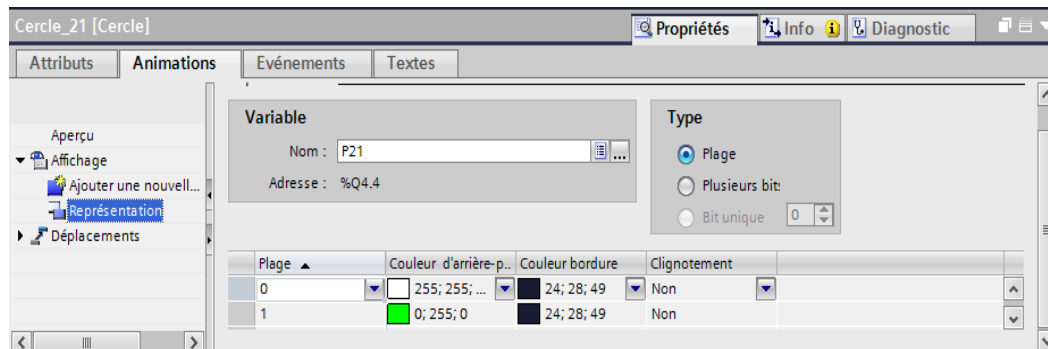 Cercle_21 [Cercle]
Propriétés Info Diagnostic
Attributs Animations Evénements Textes
Aperçu
Affichage
Ajouter une nouvell...
Représentation
Déplacements
Variable
Nom : P21
Adresse : %Q4.4
Type
Plage
Plusieurs bits
Bit unique 0
Plage Couleur d'arrière-p.. Couleur bordure Clignotement
0 255; 255; ... 24; 28; 49 Non
1 0; 255; 0 24; 28; 49 Non